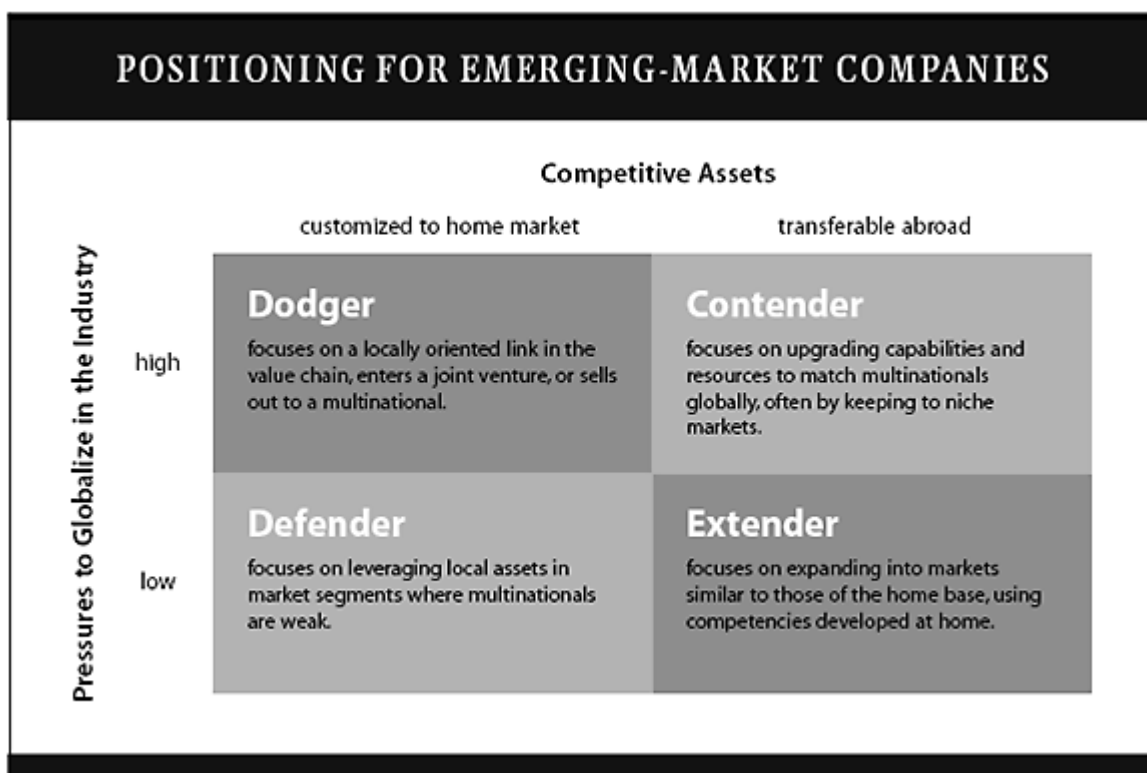 POSITIONING FOR EMERGING-MARKET COMPANIES
Competitive Assets
customized to home market
transferable abroad
Pressures to Globalize in the Industry
high
Dodger
focuses on a locally oriented link in the
value chain, enters a joint venture, or sells
out to a multinational.
Contender
focuses on upgrading capabilities and
resources to match multinationals
globally, often by keeping to niche
markets.
low
Defender
focuses on leveraging local assets in
market segments where multinationals
are weak.
Extender
focuses on expanding into markets
similar to those of the home base, using
competencies developed at home.